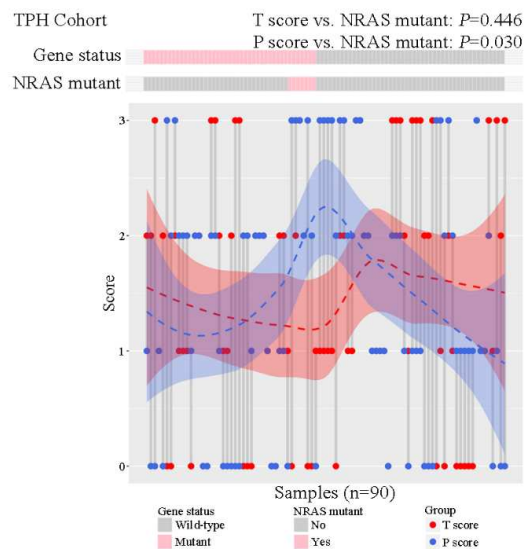 TPH Cohort
T score vs. NRAS mutant: P=0.446
P score vs. NRAS mutant: P=0.030
Gene status
NRAS mutant
3
2
1
0
Score
Samples (n=90)
Gene status NRAS mutant Group
Wild-type No T score
Mutant Yes P score